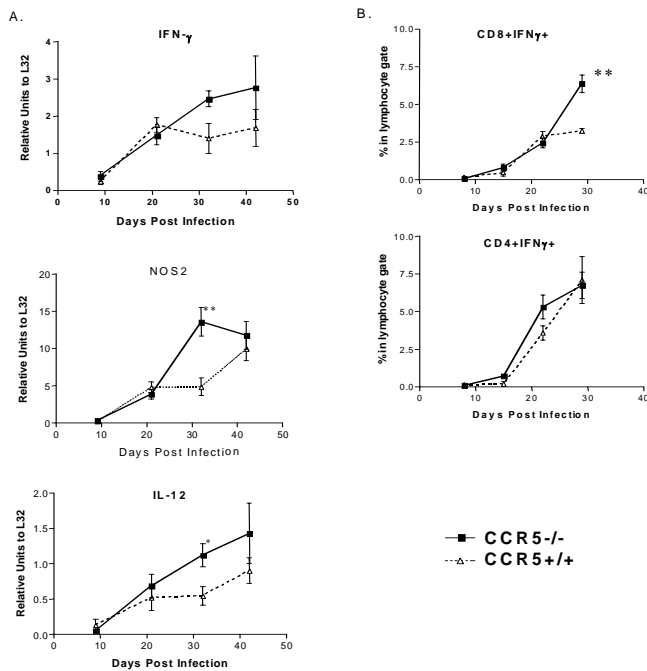 A.
IFN-γ
Relative Units to L32
4
3
2
1
0
0 10 20 30 40 50
Days Post Infection
NOS2
Relative Units to L32
20
15
10
5
0
**
0 10 20 30 40 50
Days Post Infection
IL-12
Relative Units to L32
2.0
1.5
1.0
0.5
0.0
*
0 10 20 30 40 50
Days Post Infection
B.
CD8+IFNγ+
% in lymphocyte gate
10.0
7.5
5.0
2.5
0.0
**
0 10 20 30 40
Days Post Infection
CD4+IFNγ+
% in lymphocyte gate
10.0
7.5
5.0
2.5
0.0
0 10 20 30 40
Days Post Infection
CCR5-/-
CCR5+/+